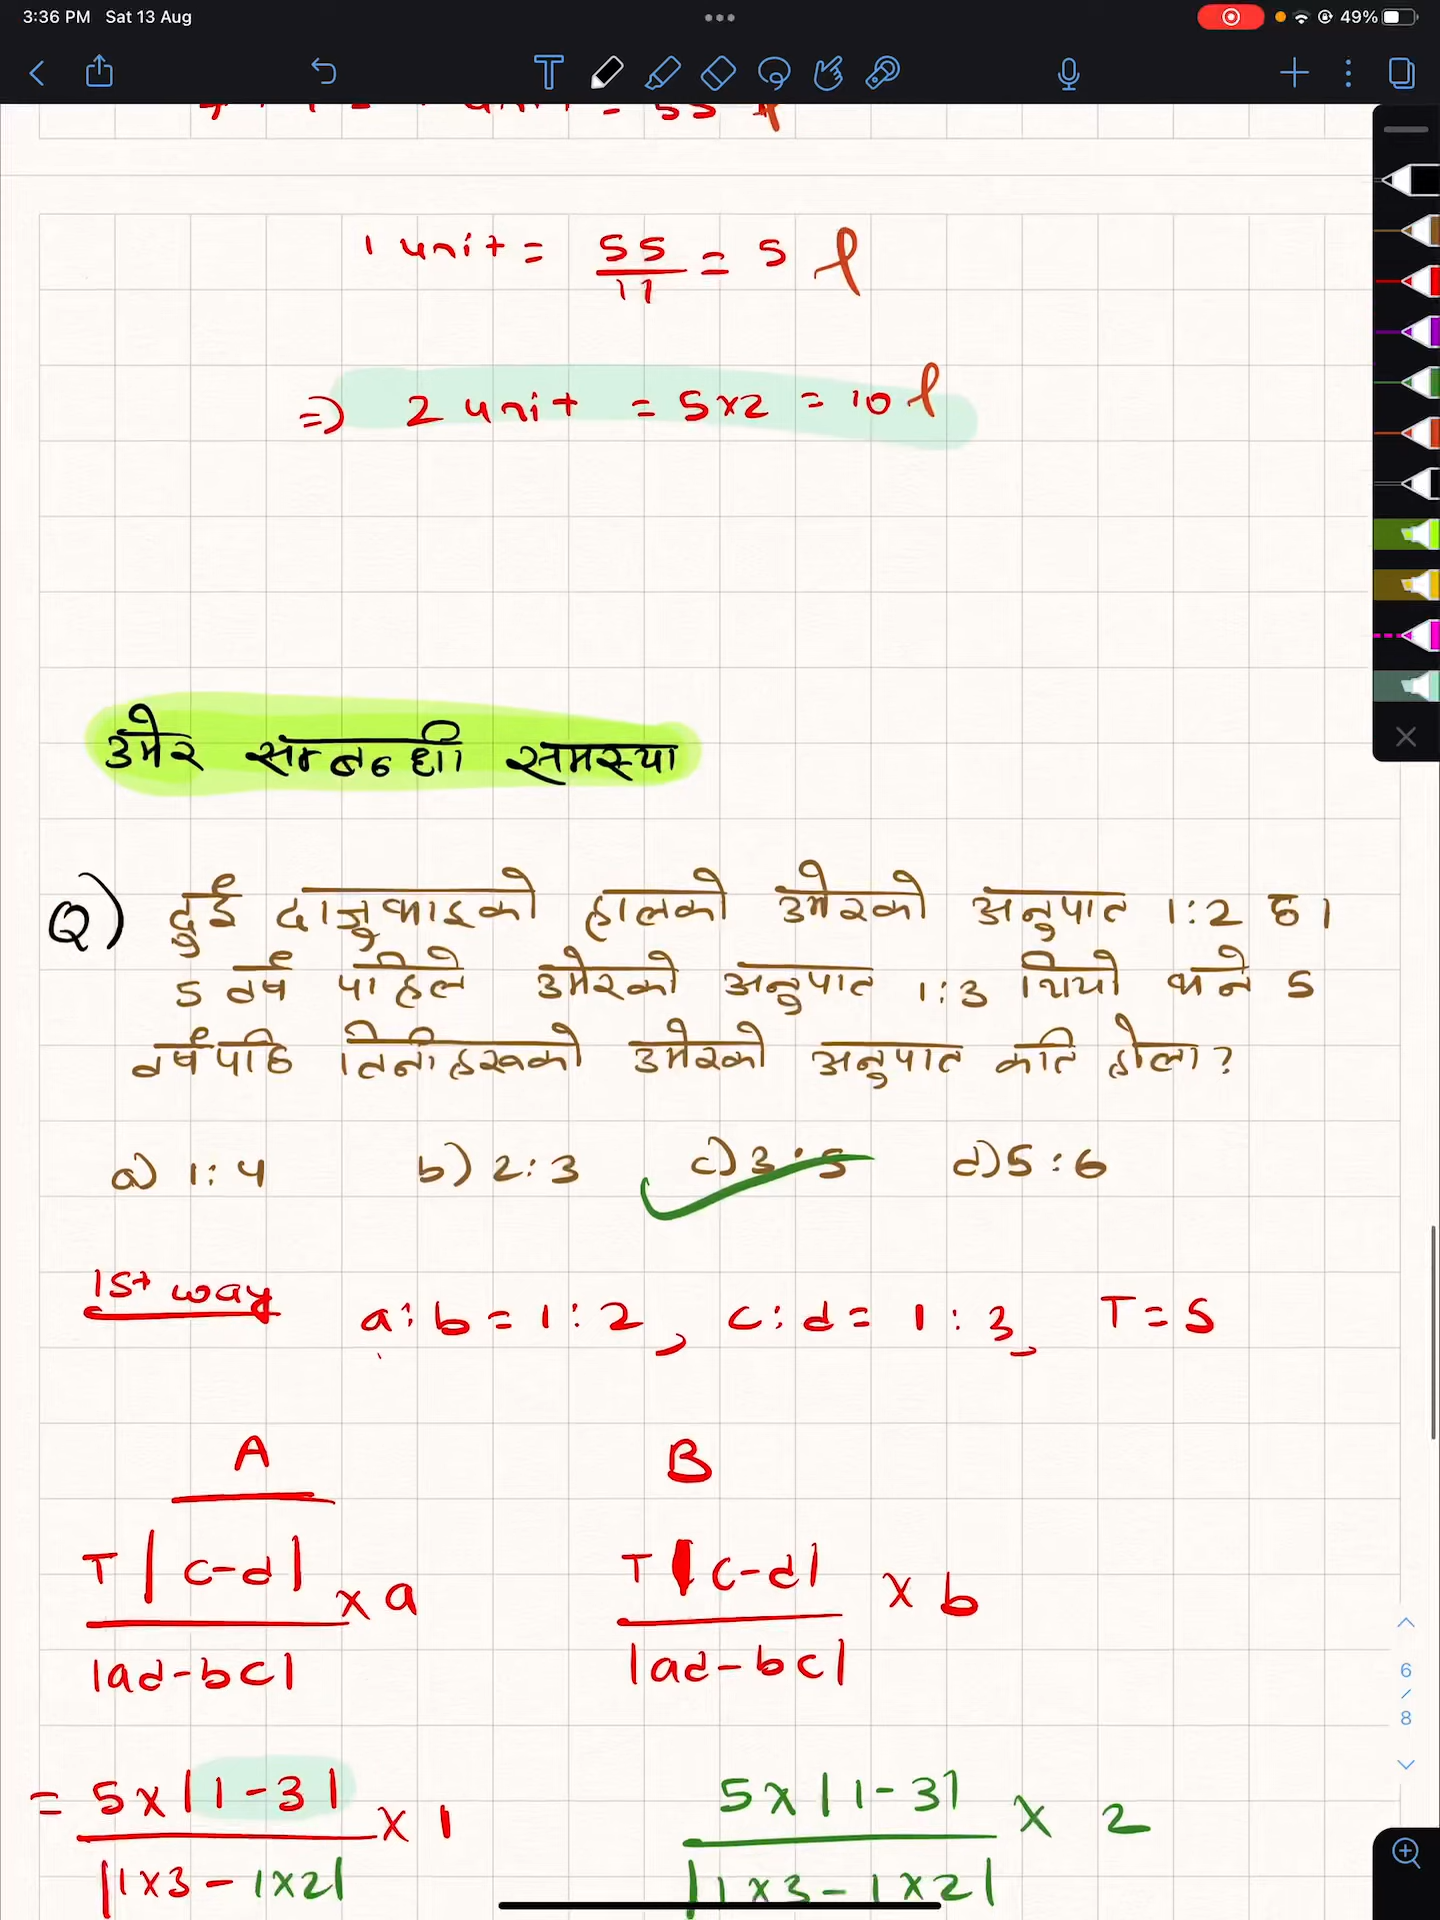 3:36 PM Sat 13 Aug 49%
1 unit = 55/11 = 5 l
=> 2 unit = 5x2 = 10 l
उमेर सम्बन्धी समस्या
Q) दुई दाजुभाइको हालको उमेरको अनुपात 1:2 छ।
5 वर्ष पहिले उमेरको अनुपात 1:3 थियो भने 5
वर्षपछि तिनीहरूको उमेरको अनुपात कति होला?
a) 1:4 b) 2:3 c) 3:5 d) 5:6
1st way a:b = 1:2, c:d = 1:3, T = 5
A B
T|c-d| / |ad-bc| x a T|c-d| / |ad-bc| x b
= 5x|1-3| / |1x3 - 1x2| x 1 5x|1-3| / |1x3 - 1x2| x 2
6 / 8